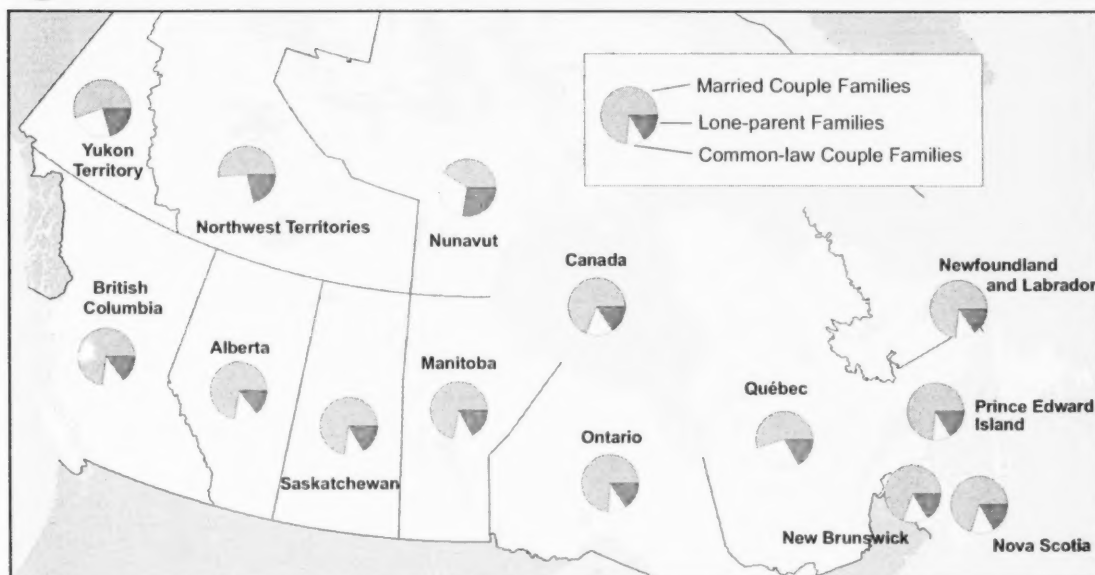 Married Couple Families
Lone-parent Families
Common-law Couple Families
Yukon
Territory
Northwest Territories
Nunavut
Canada
Newfoundland
and Labrador
British
Columbia
Alberta
Manitoba
Québec
Prince Edward
Island
Ontario
Saskatchewan
New Brunswick
Nova Scotia